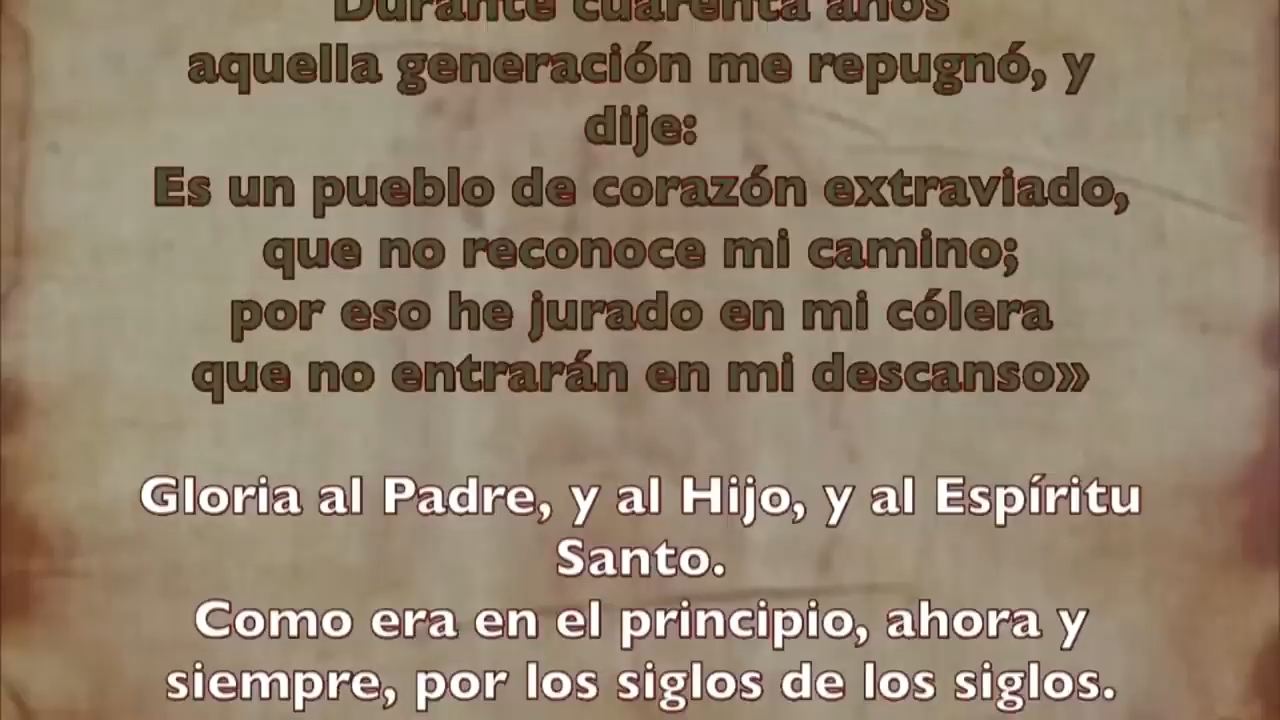 Durante cuarenta años
aquella generación me repugnó, y
dije:
Es un pueblo de corazón extraviado,
que no reconoce mi camino;
por eso he jurado en mi cólera
que no entrarán en mi descanso»
Gloria al Padre, y al Hijo, y al Espíritu
Santo.
Como era en el principio, ahora y
siempre, por los siglos de los siglos.